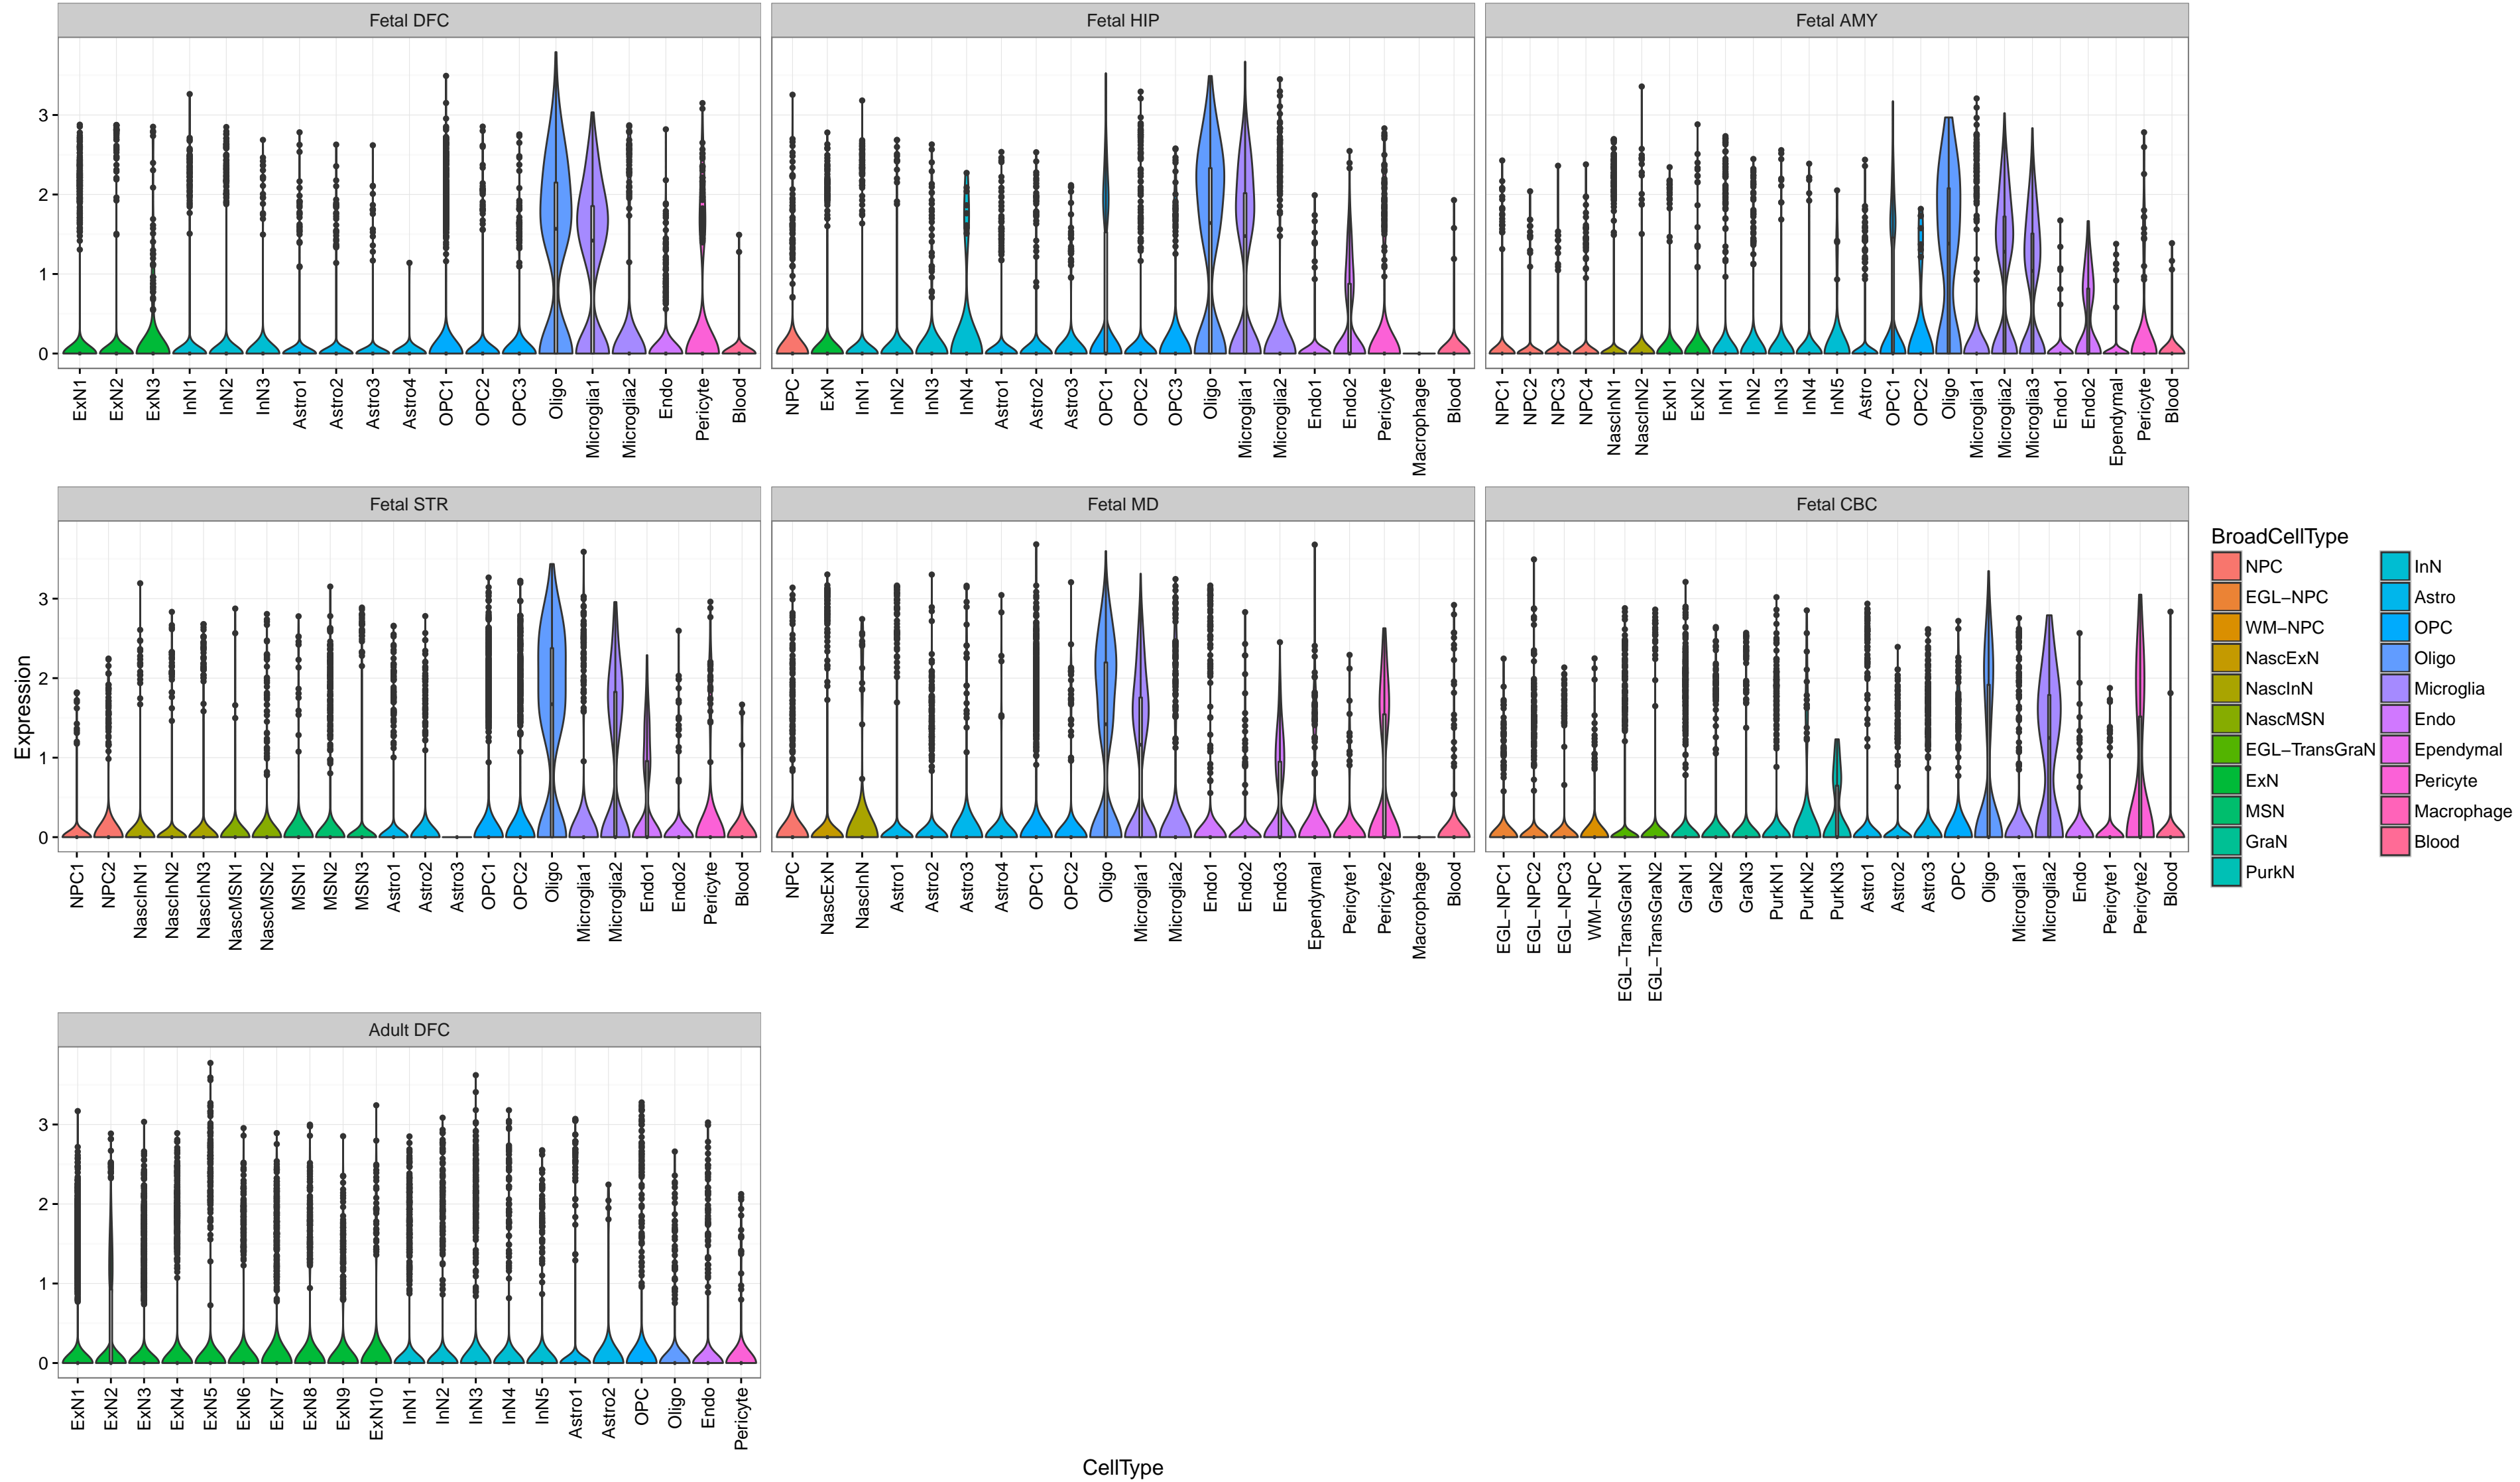 Fetal DFC Fetal HIP Fetal AMY
3
2
1
0
ExN1 ExN2 ExN3 InN1 InN2 InN3 Astro1 Astro2 Astro3 Astro4 OPC1 OPC2 OPC3 Oligo Microglia1 Microglia2 Endo Pericyte Blood
NPC ExN InN1 InN2 InN3 InN4 Astro1 Astro2 Astro3 OPC1 OPC2 OPC3 Oligo Microglia1 Microglia2 Endo1 Endo2 Pericyte Macrophage Blood
NPC1 NPC2 NPC3 NPC4 NascInN1 NascInN2 ExN1 ExN2 InN1 InN2 InN3 InN4 InN5 Astro OPC1 OPC2 Oligo Microglia1 Microglia2 Microglia3 Endo1 Endo2 Ependymal Pericyte Blood
Fetal STR Fetal MD Fetal CBC
Expression
3
2
1
0
NPC1 NPC2 NascInN1 NascInN2 NascInN3 NascMSN1 NascMSN2 MSN1 MSN2 MSN3 Astro1 Astro2 Astro3 OPC1 OPC2 Oligo Microglia1 Microglia2 Endo1 Endo2 Pericyte Blood
NPC NascExN NascInN Astro1 Astro2 Astro3 Astro4 OPC1 OPC2 Oligo Microglia1 Microglia2 Endo1 Endo2 Endo3 Ependymal Pericyte1 Pericyte2 Macrophage Blood
EGL−NPC1 EGL−NPC2 EGL−NPC3 WM−NPC EGL−TransGraN1 EGL−TransGraN2 GraN1 GraN2 GraN3 PurkN1 PurkN2 PurkN3 Astro1 Astro2 Astro3 OPC Oligo Microglia1 Microglia2 Endo Pericyte1 Pericyte2 Blood
BroadCellType
NPC
EGL−NPC
WM−NPC
NascExN
NascInN
NascMSN
EGL−TransGraN
ExN
MSN
GraN
PurkN
InN
Astro
OPC
Oligo
Microglia
Endo
Ependymal
Pericyte
Macrophage
Blood
Adult DFC
3
2
1
0
ExN1 ExN2 ExN3 ExN4 ExN5 ExN6 ExN7 ExN8 ExN9 ExN10 InN1 InN2 InN3 InN4 InN5 Astro1 Astro2 OPC Oligo Endo Pericyte
CellType